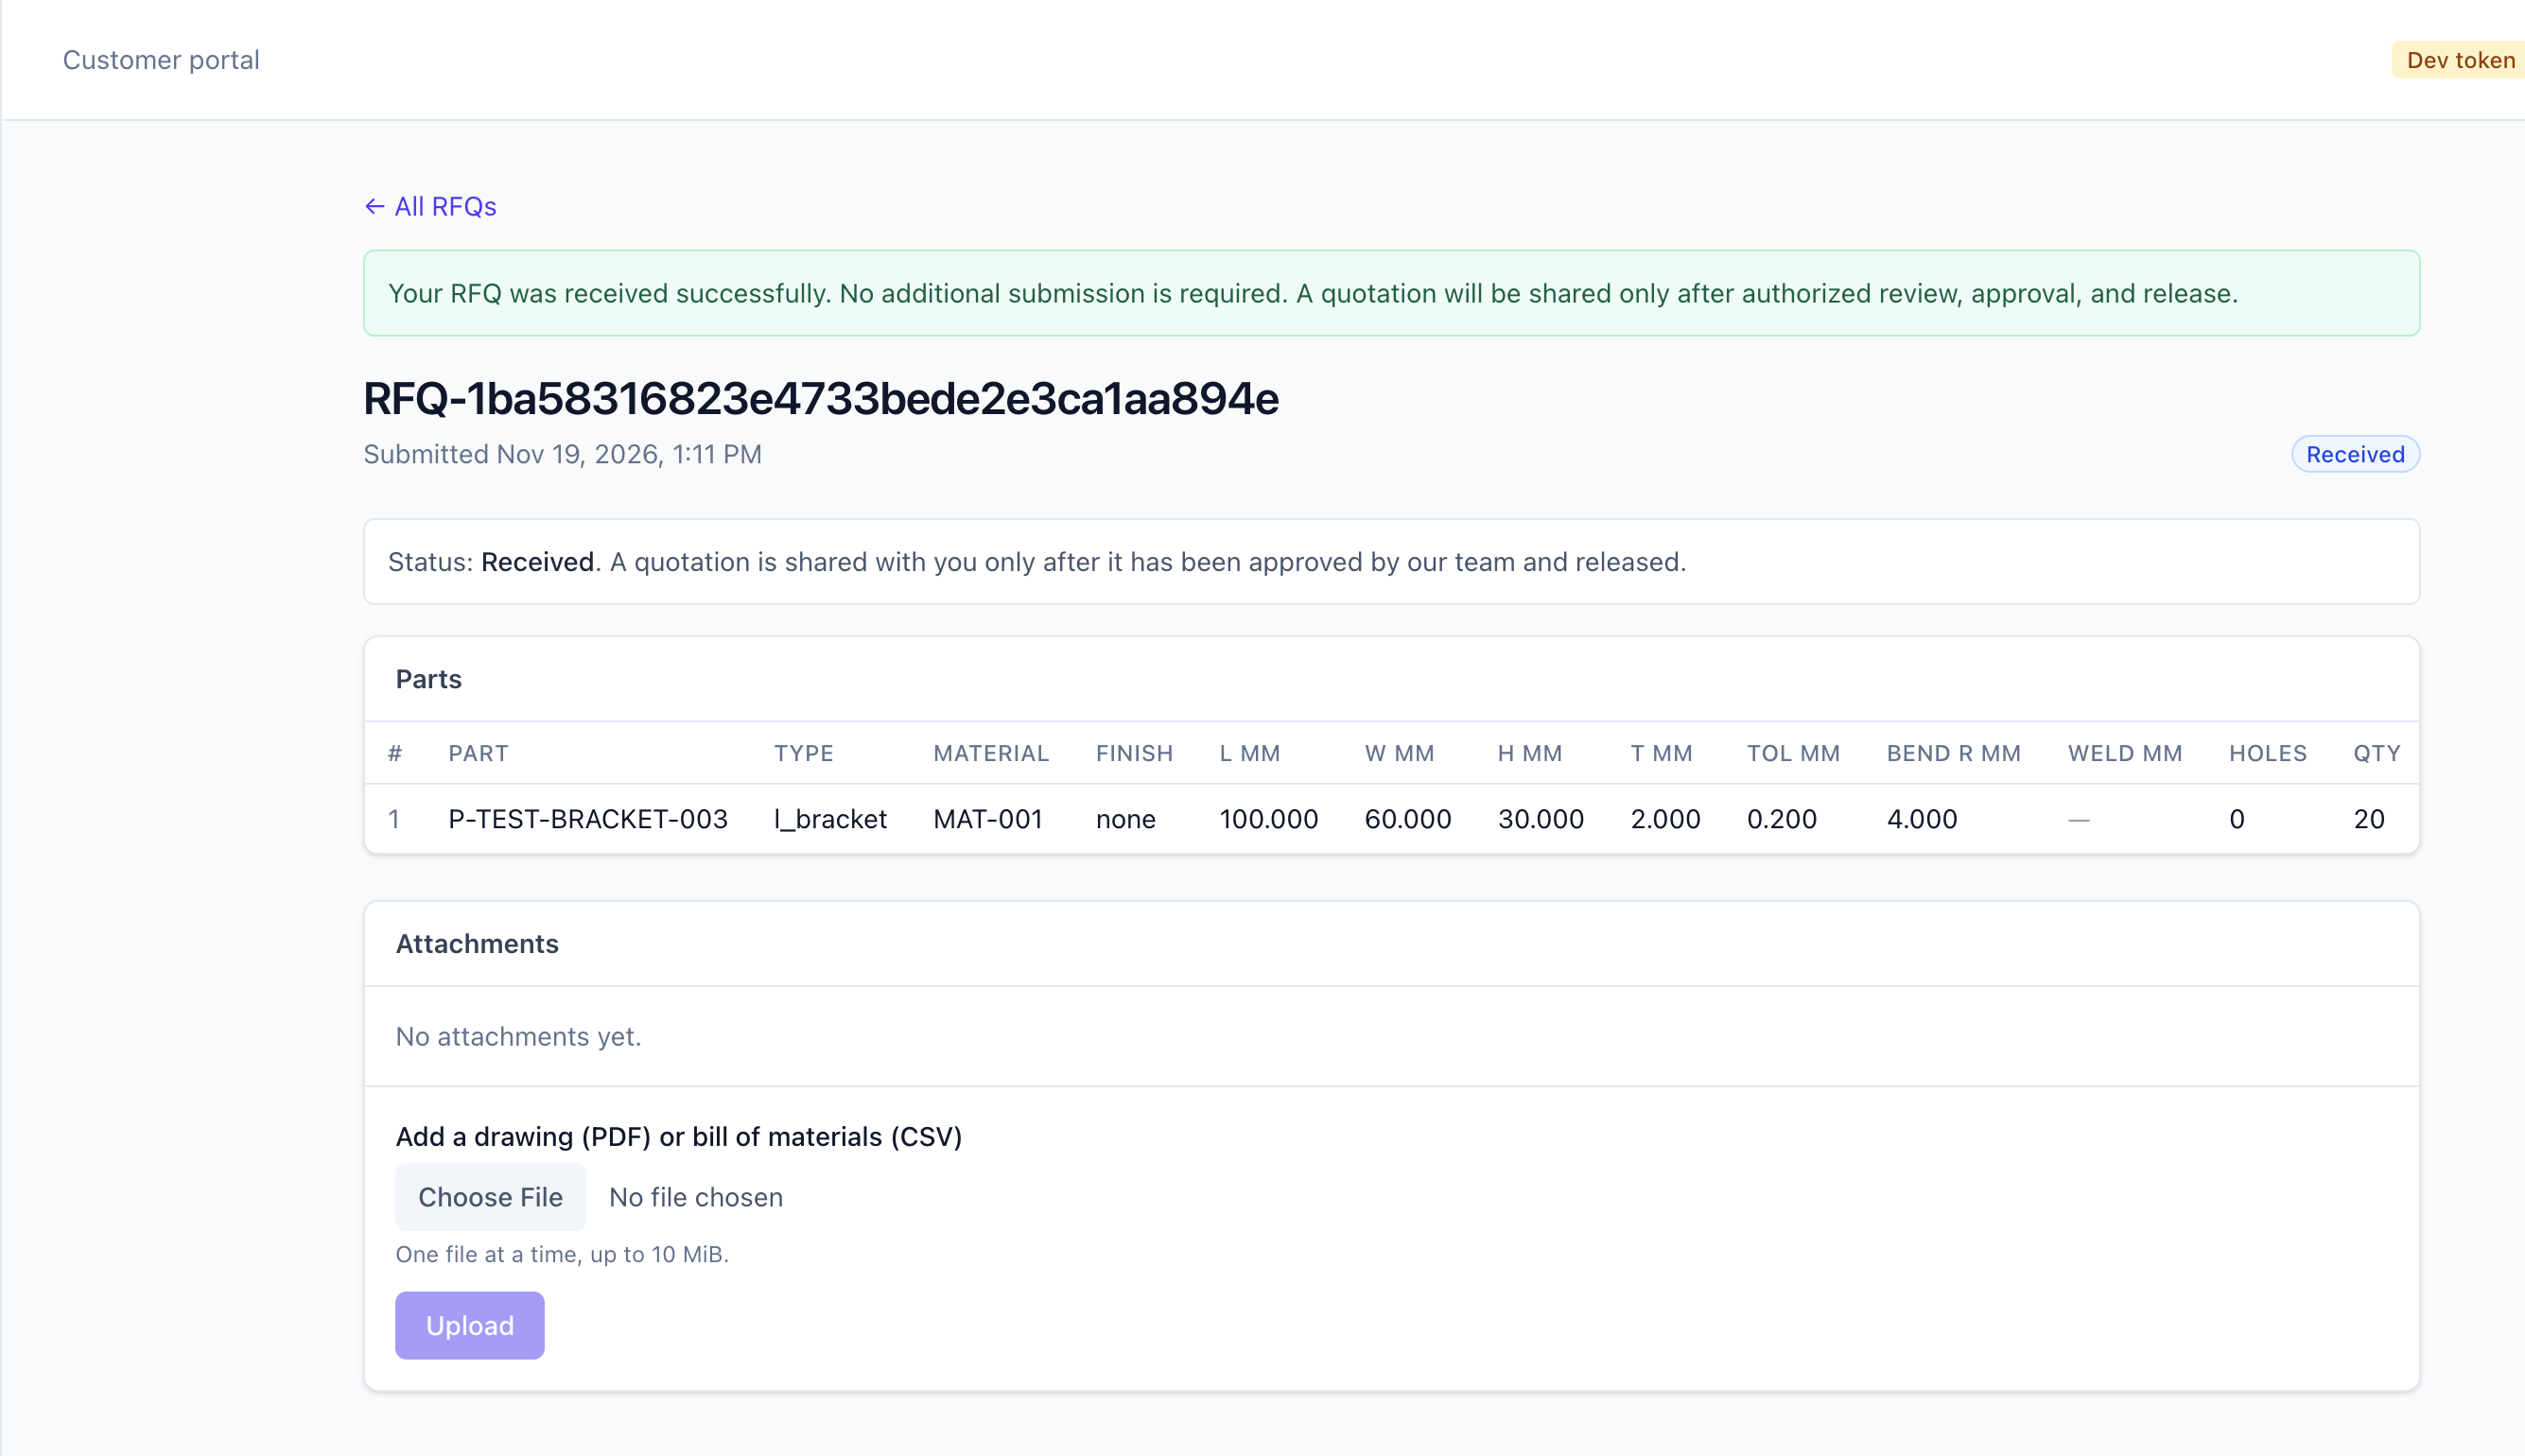 Customer portal
Dev token
← All RFQs
Your RFQ was received successfully. No additional submission is required. A quotation will be shared only after authorized review, approval, and release.
RFQ-1ba58316823e4733bede2e3ca1aa894e
Submitted Nov 19, 2026, 1:11 PM
Received
Status: Received. A quotation is shared with you only after it has been approved by our team and released.
Parts
# PART TYPE MATERIAL FINISH L MM W MM H MM T MM TOL MM BEND R MM WELD MM HOLES QTY
1 P-TEST-BRACKET-003 l_bracket MAT-001 none 100.000 60.000 30.000 2.000 0.200 4.000 — 0 20
Attachments
No attachments yet.
Add a drawing (PDF) or bill of materials (CSV)
Choose File No file chosen
One file at a time, up to 10 MiB.
Upload